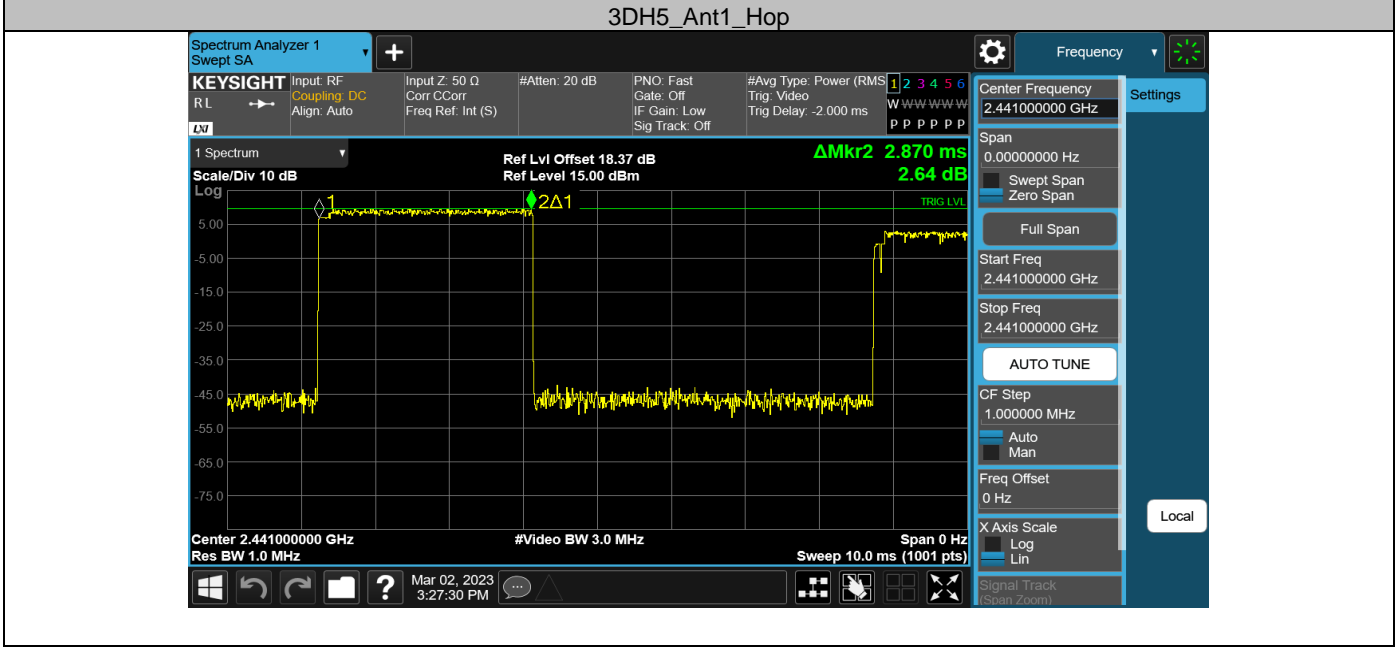 3DH5_Ant1_Hop
Spectrum Analyzer 1
Swept SA
+
Frequency
KEYSIGHT
R L
LXI
Input: RF
Coupling: DC
Align: Auto
Input Z: 50 Ω
Corr CCorr
Freq Ref: Int (S)
#Atten: 20 dB
PNO: Fast
Gate: Off
IF Gain: Low
Sig Track: Off
#Avg Type: Power (RMS
Trig: Video
Trig Delay: -2.000 ms
1 2 3 4 5 6
W W W W W W
P P P P P P
1 Spectrum
Scale/Div 10 dB
Log
Ref Lvl Offset 18.37 dB
Ref Level 15.00 dBm
ΔMkr2 2.870 ms
2.64 dB
1
2Δ1
TRIG LVL
5.00
-5.00
-15.0
-25.0
-35.0
-45.0
-55.0
-65.0
-75.0
Center 2.441000000 GHz
Res BW 1.0 MHz
#Video BW 3.0 MHz
Span 0 Hz
Sweep 10.0 ms (1001 pts)
?
Mar 02, 2023
3:27:30 PM
Center Frequency
2.441000000 GHz
Span
0.00000000 Hz
Swept Span
Zero Span
Full Span
Start Freq
2.441000000 GHz
Stop Freq
2.441000000 GHz
AUTO TUNE
CF Step
1.000000 MHz
Auto
Man
Freq Offset
0 Hz
X Axis Scale
Log
Lin
Signal Track
(Span Zoom)
Settings
Local